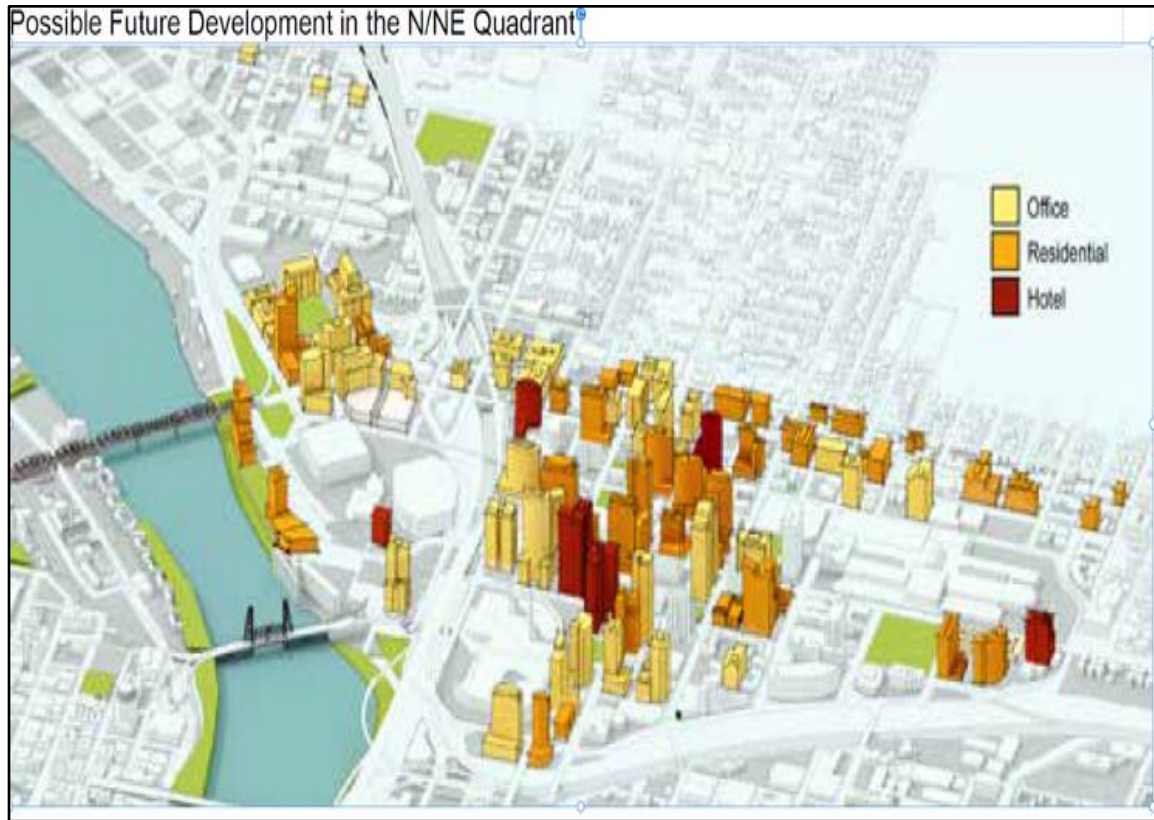 Possible Future Development in the N/NE Quadrant
Office
Residential
Hotel